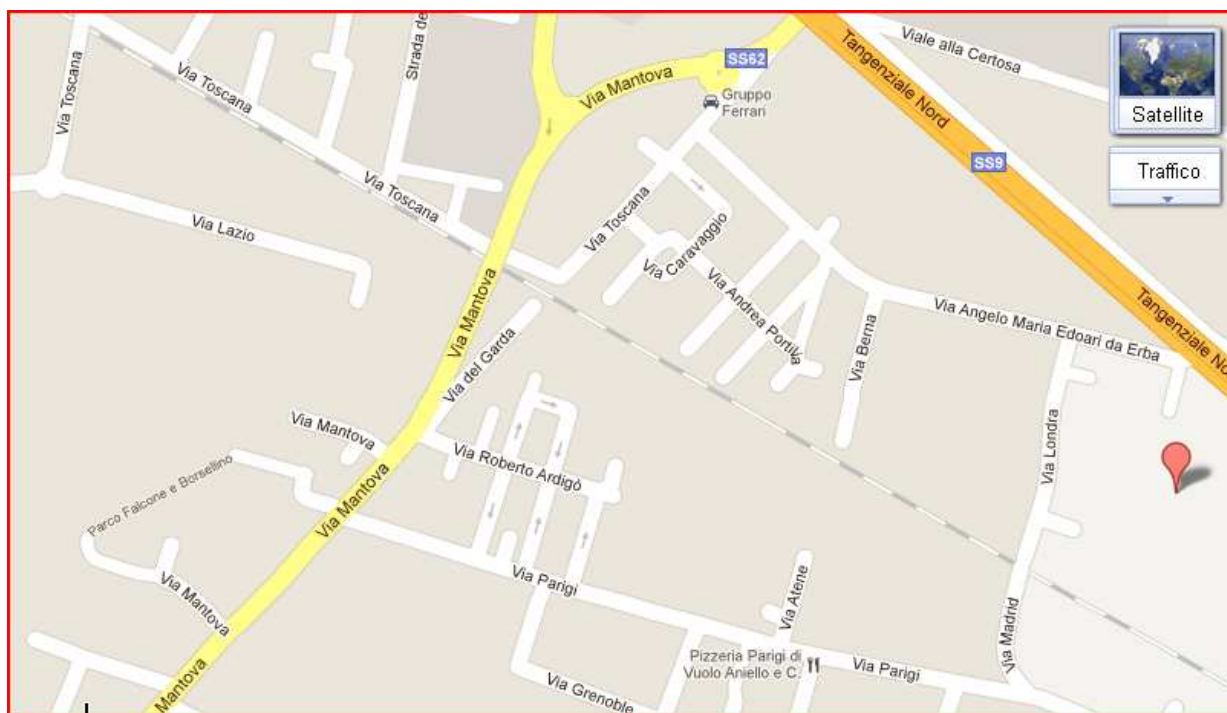 Via Toscana
Via Toscana
Strada de
Via Mantova
SS62
Gruppo
Ferrari
Tangenziale Nord
Viale alla Certosa
Satellite
Traffico
SS9
Via Toscana
Via Lazio
Via Toscana
Via Caravaggio
Via Andrea Portilla
Via Mantova
Via del Garda
Via Berna
Via Angelo Maria Edoari da Erba
Tangenziale No
Via Mantova
Via Roberto Ardigò
Via Londra
Parco Falcone e Borsellino
Via Mantova
Via Mantova
Via Parigi
Via Atene
Via Madrid
Pizzeria Parigi di
Vuolo Aniello e C.
Via Parigi
Via Grenoble
Mantova